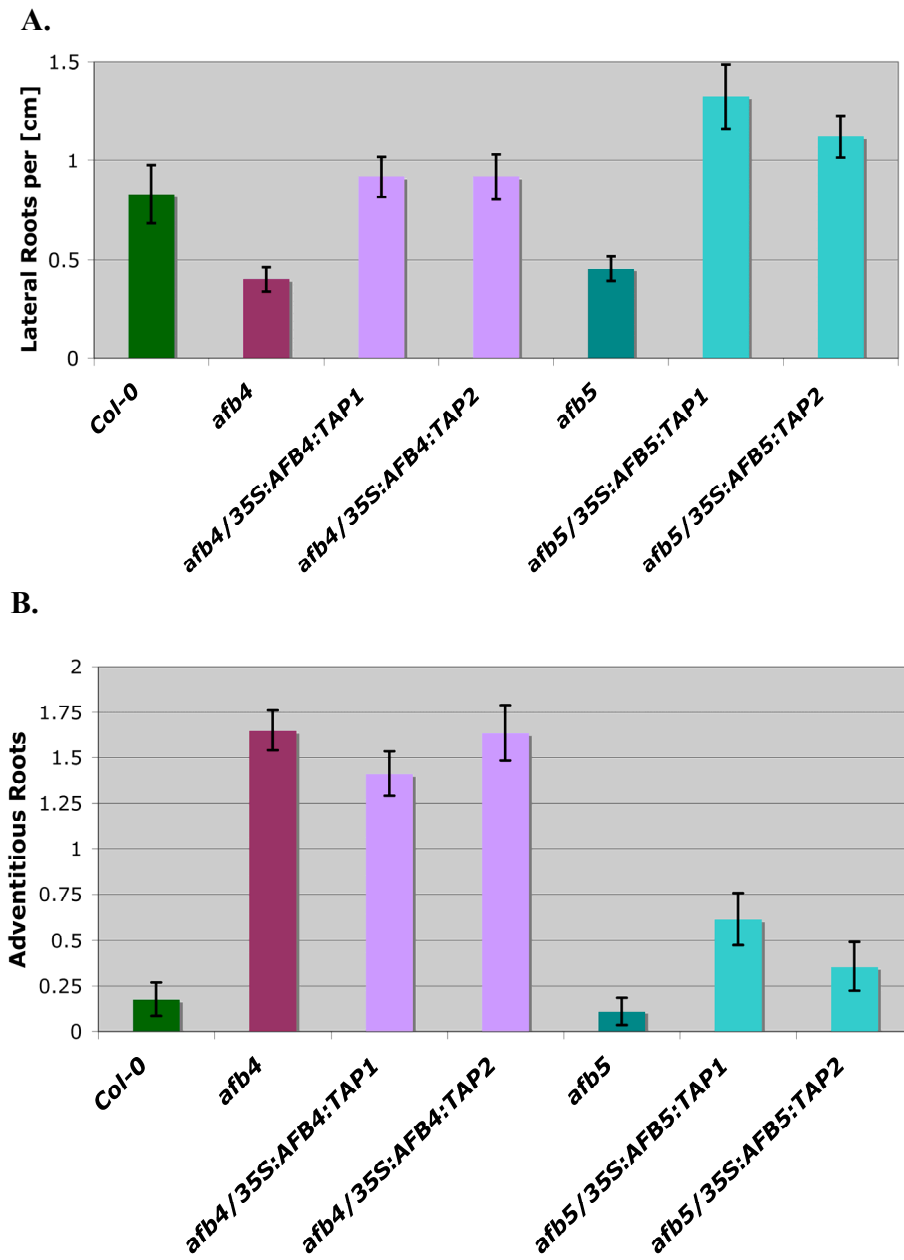 A.
Lateral Roots per [cm]
1.5
1
0.5
0
Col-0
afb4
afb4/35S:AFB4:TAP1
afb4/35S:AFB4:TAP2
afb5
afb5/35S:AFB5:TAP1
afb5/35S:AFB5:TAP2
B.
Adventitious Roots
2
1.75
1.5
1.25
1
0.75
0.5
0.25
0
Col-0
afb4
afb4/35S:AFB4:TAP1
afb4/35S:AFB4:TAP2
afb5
afb5/35S:AFB5:TAP1
afb5/35S:AFB5:TAP2